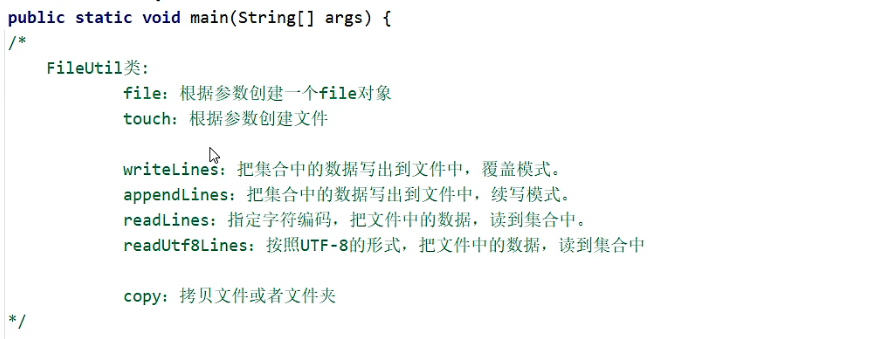 public static void main(String[] args) {
/*
FileUtil类:
file：根据参数创建一个file对象
touch：根据参数创建文件
writeLines：把集合中的数据写出到文件中，覆盖模式。
appendLines：把集合中的数据写出到文件中，续写模式。
readLines：指定字符编码，把文件中的数据，读到集合中。
readUtf8Lines：按照UTF-8的形式，把文件中的数据，读到集合中
copy：拷贝文件或者文件夹
*/